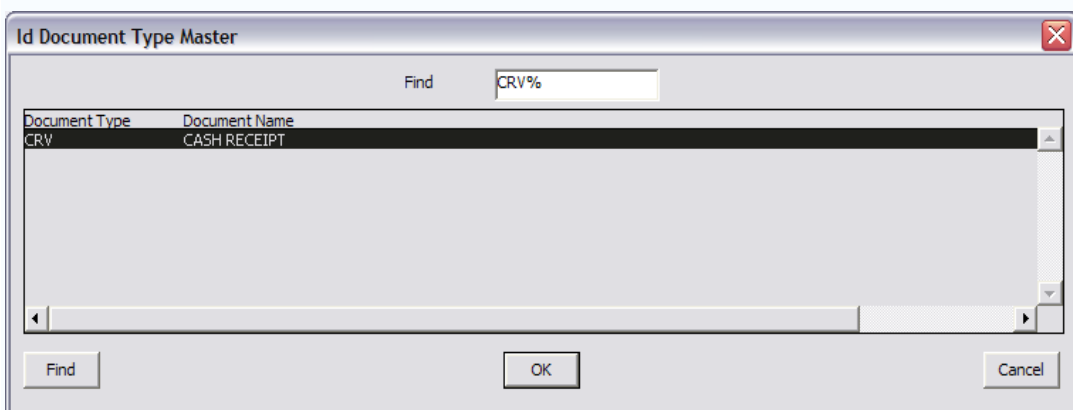 Id Document Type Master
Find CRV%
Document Type Document Name
CRV CASH RECEIPT
Find OK Cancel